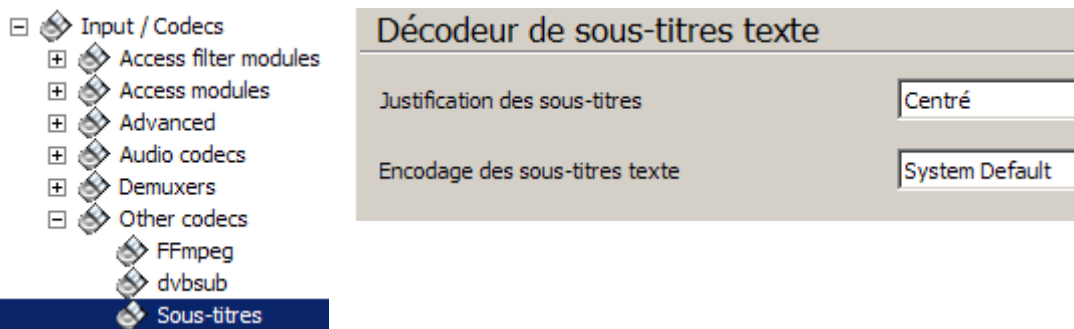 Input / Codecs
Access filter modules
Access modules
Advanced
Audio codecs
Demuxers
Other codecs
FFmpeg
dvbsub
Sous-titres
Décodeur de sous-titres texte
Justification des sous-titres
Centré
Encodage des sous-titres texte
System Default